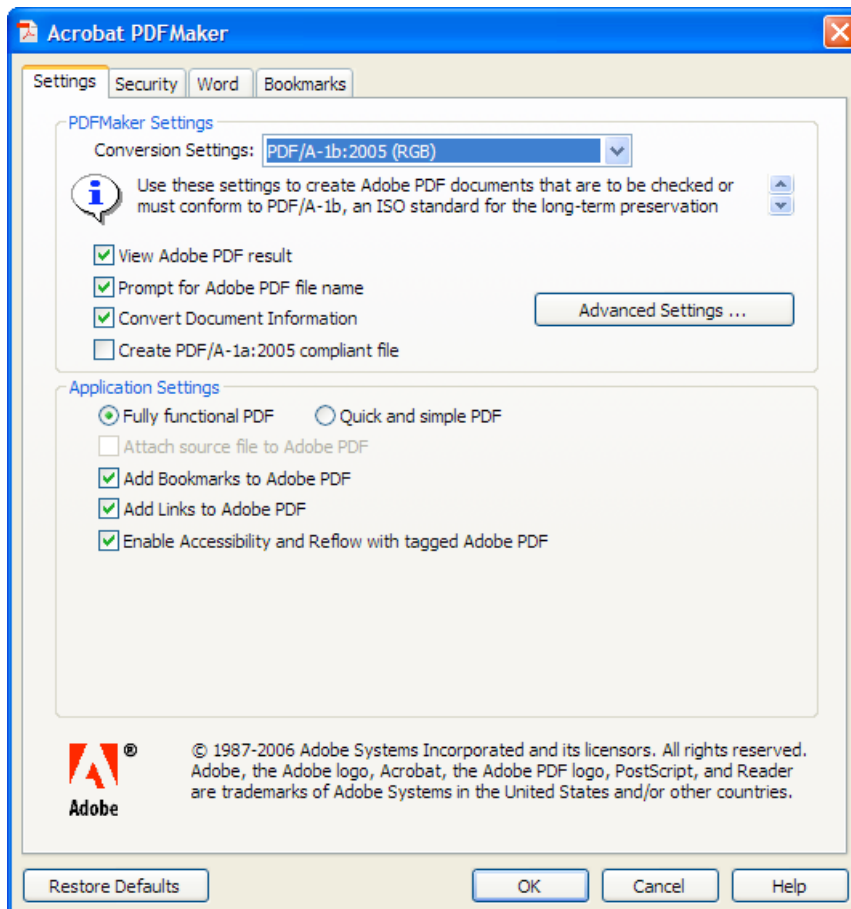 Acrobat PDFMaker
Settings Security Word Bookmarks
PDFMaker Settings
Conversion Settings: PDF/A-1b:2005 (RGB)
Use these settings to create Adobe PDF documents that are to be checked or
must conform to PDF/A-1b, an ISO standard for the long-term preservation
View Adobe PDF result
Prompt for Adobe PDF file name
Convert Document Information
Advanced Settings ...
Create PDF/A-1a:2005 compliant file
Application Settings
Fully functional PDF Quick and simple PDF
Attach source file to Adobe PDF
Add Bookmarks to Adobe PDF
Add Links to Adobe PDF
Enable Accessibility and Reflow with tagged Adobe PDF
® © 1987-2006 Adobe Systems Incorporated and its licensors. All rights reserved.
Adobe, the Adobe logo, Acrobat, the Adobe PDF logo, PostScript, and Reader
are trademarks of Adobe Systems in the United States and/or other countries.
Adobe
Restore Defaults OK Cancel Help